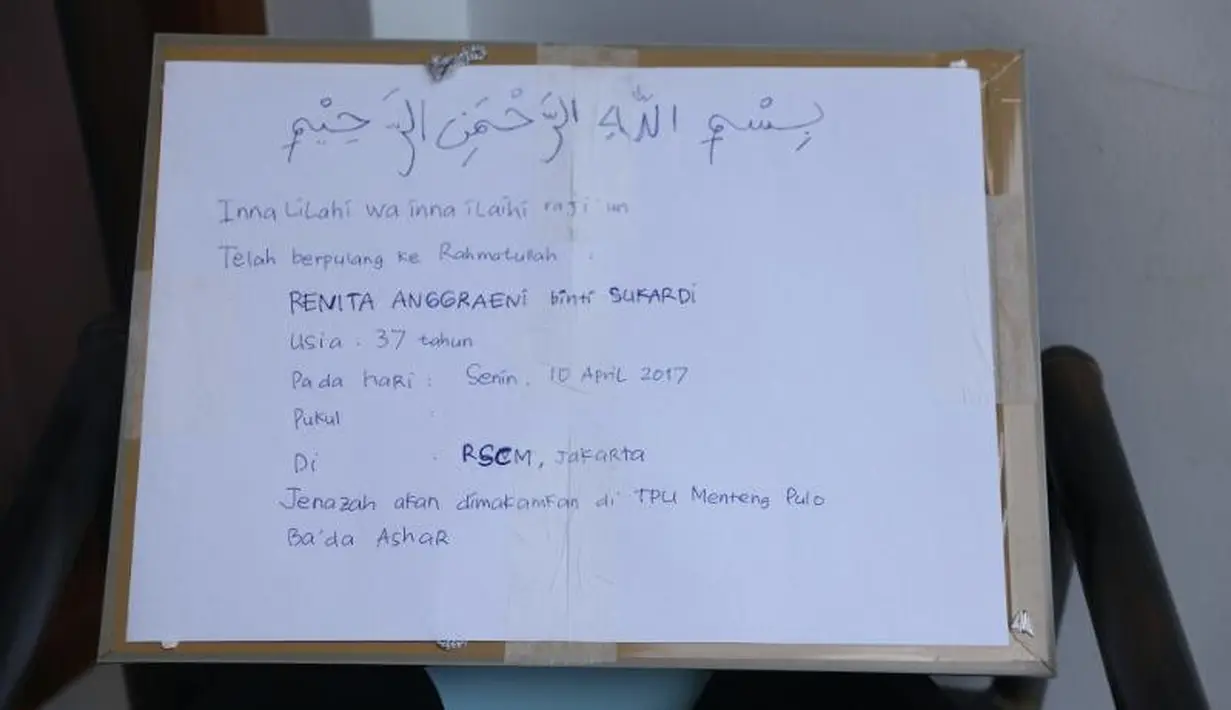 بِسْمِ اللّٰهِ الرَّحْمَنِ الرَّحِيْمِ
Inna Lilahi wa inna ilaihi raji'un
Telah berpulang ke Rahmatullah :
RENITA ANGGRAENi binti SUKARDi
Usia : 37 tahun
Pada hari : Senin, 10 April 2017
Pukul :
Di : RSCM, Jakarta
Jenazah akan dimakamkan di TPU Menteng Pulo
Ba'da Ashar